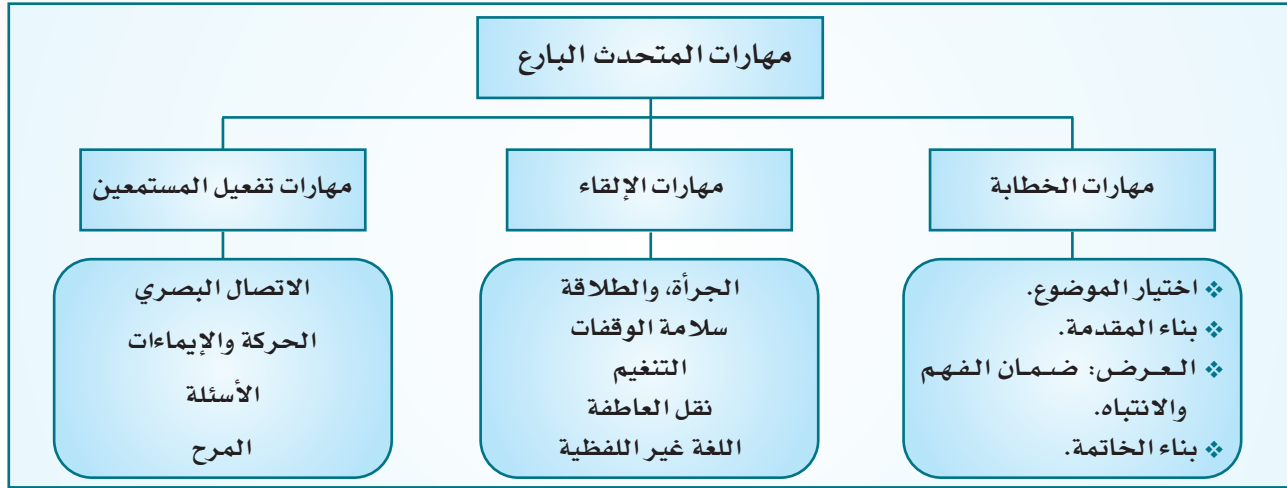 مهارات المتحدث البارع
مهارات الخطابة
❖ اختيار الموضوع.
❖ بناء المقدمة.
❖ العرض: ضمان الفهم
والانتباه.
❖ بناء الخاتمة.
مهارات الإلقاء
الجرأة، والطلاقة
سلامة الوقفات
التنغيم
نقل العاطفة
اللغة غير اللفظية
مهارات تفعيل المستمعين
الاتصال البصري
الحركة والإيماءات
الأسئلة
المرح